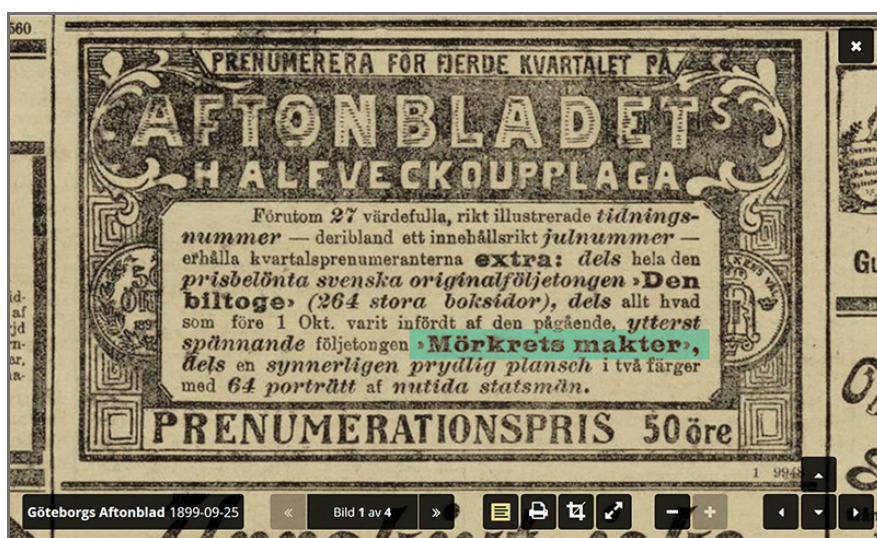 560
PRENUMERERA FÖR FJERDE KVARTALET PÅ
AFTONBLADETS
HALFVECKOUPPLAGA
Förutom 27 värdefulla, rikt illustrerade tidnings-
nummer — deribland ett innehållsrikt julnummer —
erhålla kvartalsprenumeranterna extra: dels hela den
prisbelönta svenska originalföljetongen »Den
biltoge» (264 stora boksidor), dels allt hvad
som före 1 Okt. varit infördt af den pågående, ytterst
spännande följetongen »Mörkrets makter»,
dels en synnerligen prydlig plansch i två färger
med 64 porträtt af nutida statsmän.
PRENUMERATIONSPRIS 50 öre
Göteborgs Aftonblad 1899-09-25
Bild 1 av 4